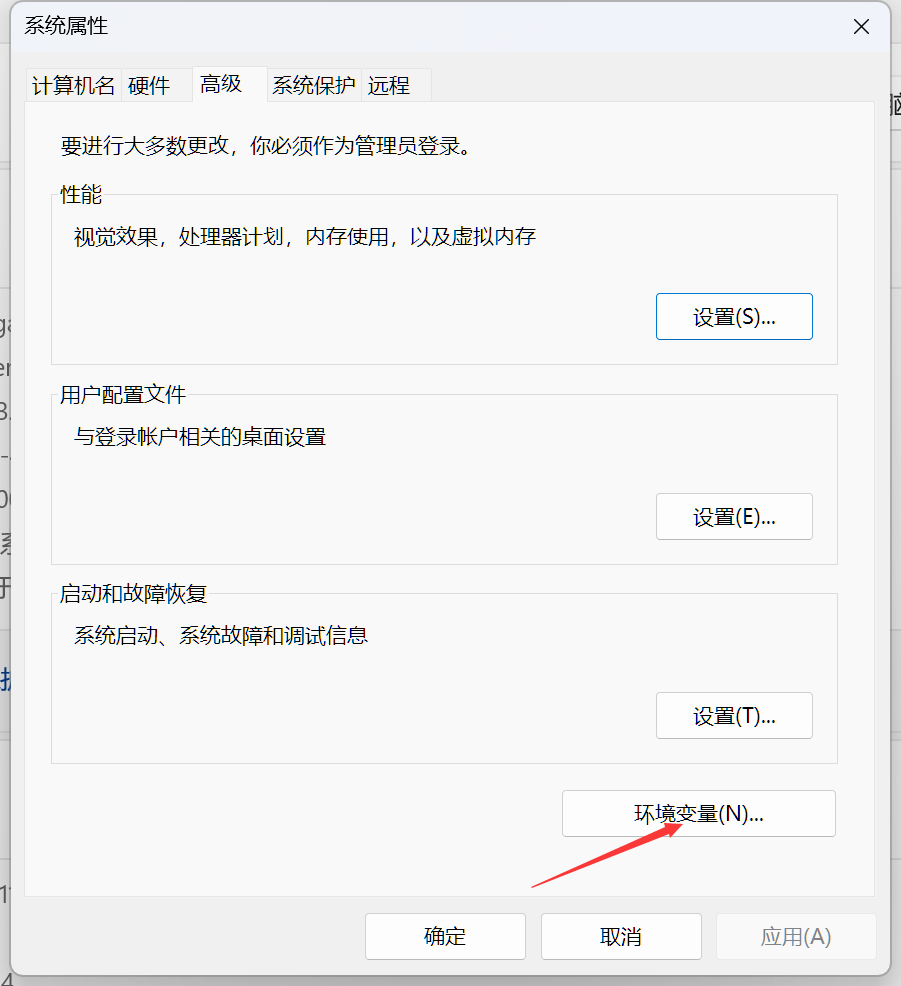 系统属性
计算机名 硬件 高级 系统保护 远程
要进行大多数更改，你必须作为管理员登录。
性能
视觉效果，处理器计划，内存使用，以及虚拟内存
设置(S)...
用户配置文件
与登录帐户相关的桌面设置
设置(E)...
启动和故障恢复
系统启动、系统故障和调试信息
设置(T)...
环境变量(N)...
确定 取消 应用(A)